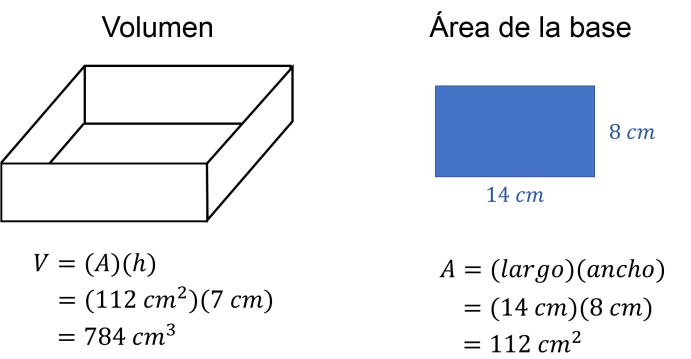 Volumen
V = (A)(h)
= (112 cm²)(7 cm)
= 784 cm³
Área de la base
8 cm
14 cm
A = (largo)(ancho)
= (14 cm)(8 cm)
= 112 cm²